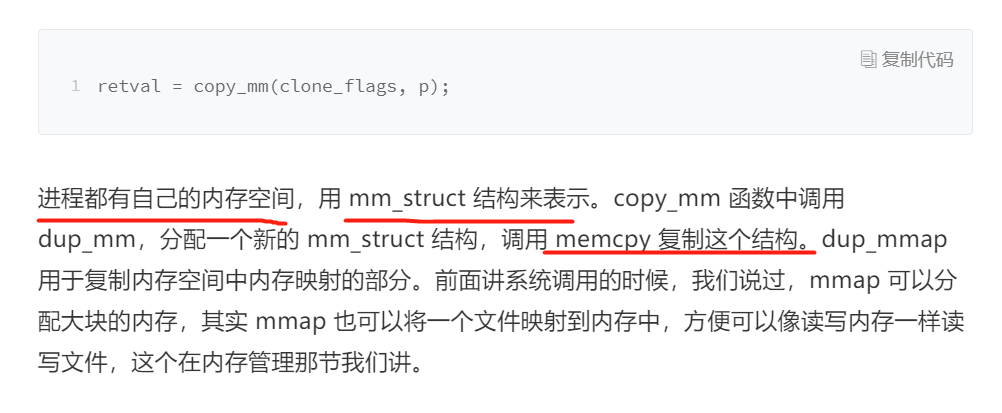 复制代码
1 retval = copy_mm(clone_flags, p);
进程都有自己的内存空间，用 mm_struct 结构来表示。copy_mm 函数中调用
dup_mm，分配一个新的 mm_struct 结构，调用 memcpy 复制这个结构。dup_mmap
用于复制内存空间中内存映射的部分。前面讲系统调用的时候，我们说过，mmap 可以分
配大块的内存，其实 mmap 也可以将一个文件映射到内存中，方便可以像读写内存一样读
写文件，这个在内存管理那节我们讲。